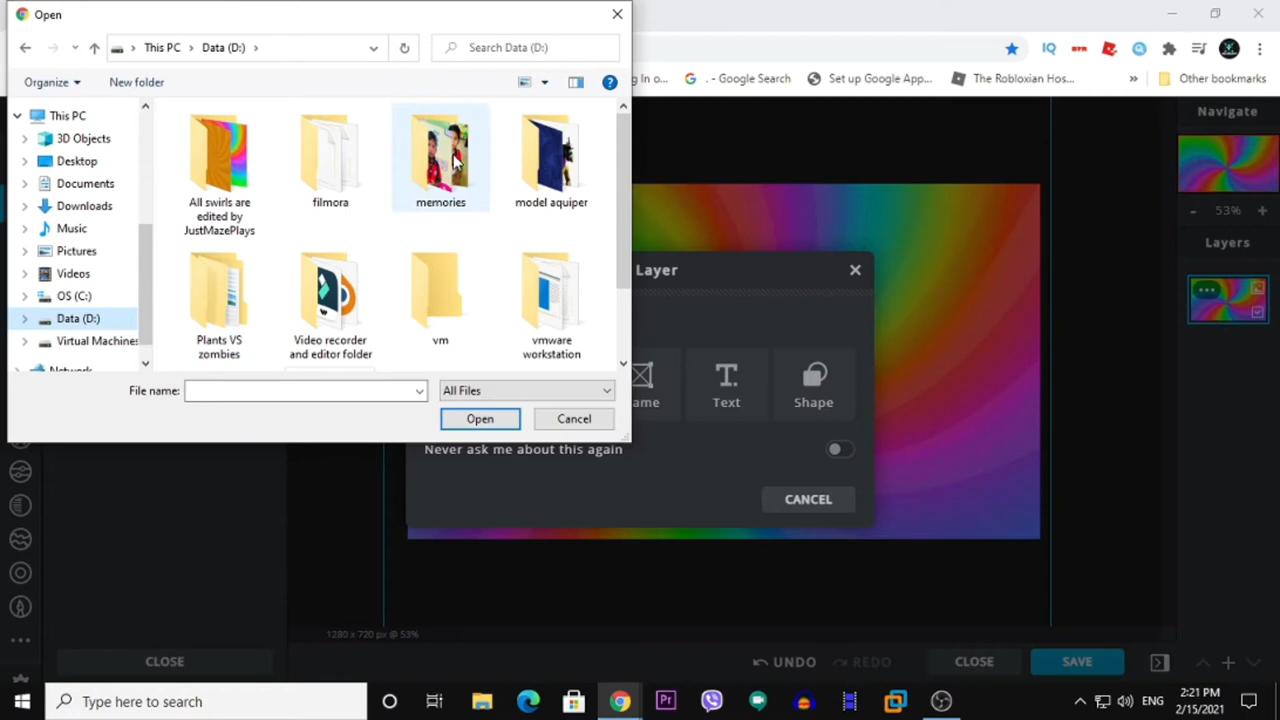 Open
This PC
Data (D:)
Search Data (D:)
Organize
New folder
g In o...
. - Google Search
Set up Google App...
The Robloxian Hos...
»
Other bookmarks
This PC
3D Objects
Desktop
Documents
Downloads
Music
Pictures
Videos
OS (C:)
Data (D:)
Virtual Machines
Network
All swirls are
edited by
JustMazePlays
filmora
memories
model aquiper
Plants VS
zombies
Video recorder
and editor folder
vm
vmware
workstation
File name:
All Files
Open
Cancel
Navigate
- 53% +
Layers
Layer
ame
Text
Shape
Never ask me about this again
CANCEL
1280 x 720 px @ 53%
CLOSE
UNDO
REDO
CLOSE
SAVE
Type here to search
Pr
ENG
2:21 PM
2/15/2021